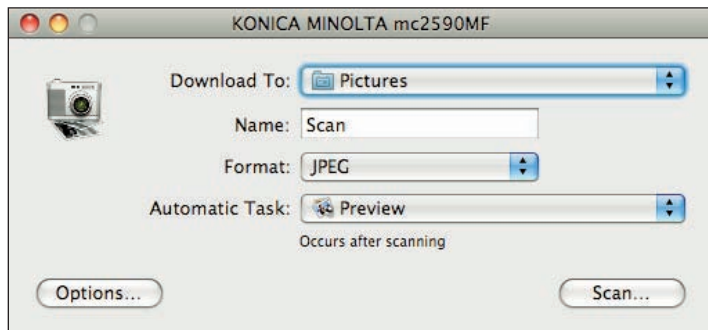 KONICA MINOLTA mc2590MF
Download To: Pictures
Name: Scan
Format: JPEG
Automatic Task: Preview
Occurs after scanning
Options... Scan...